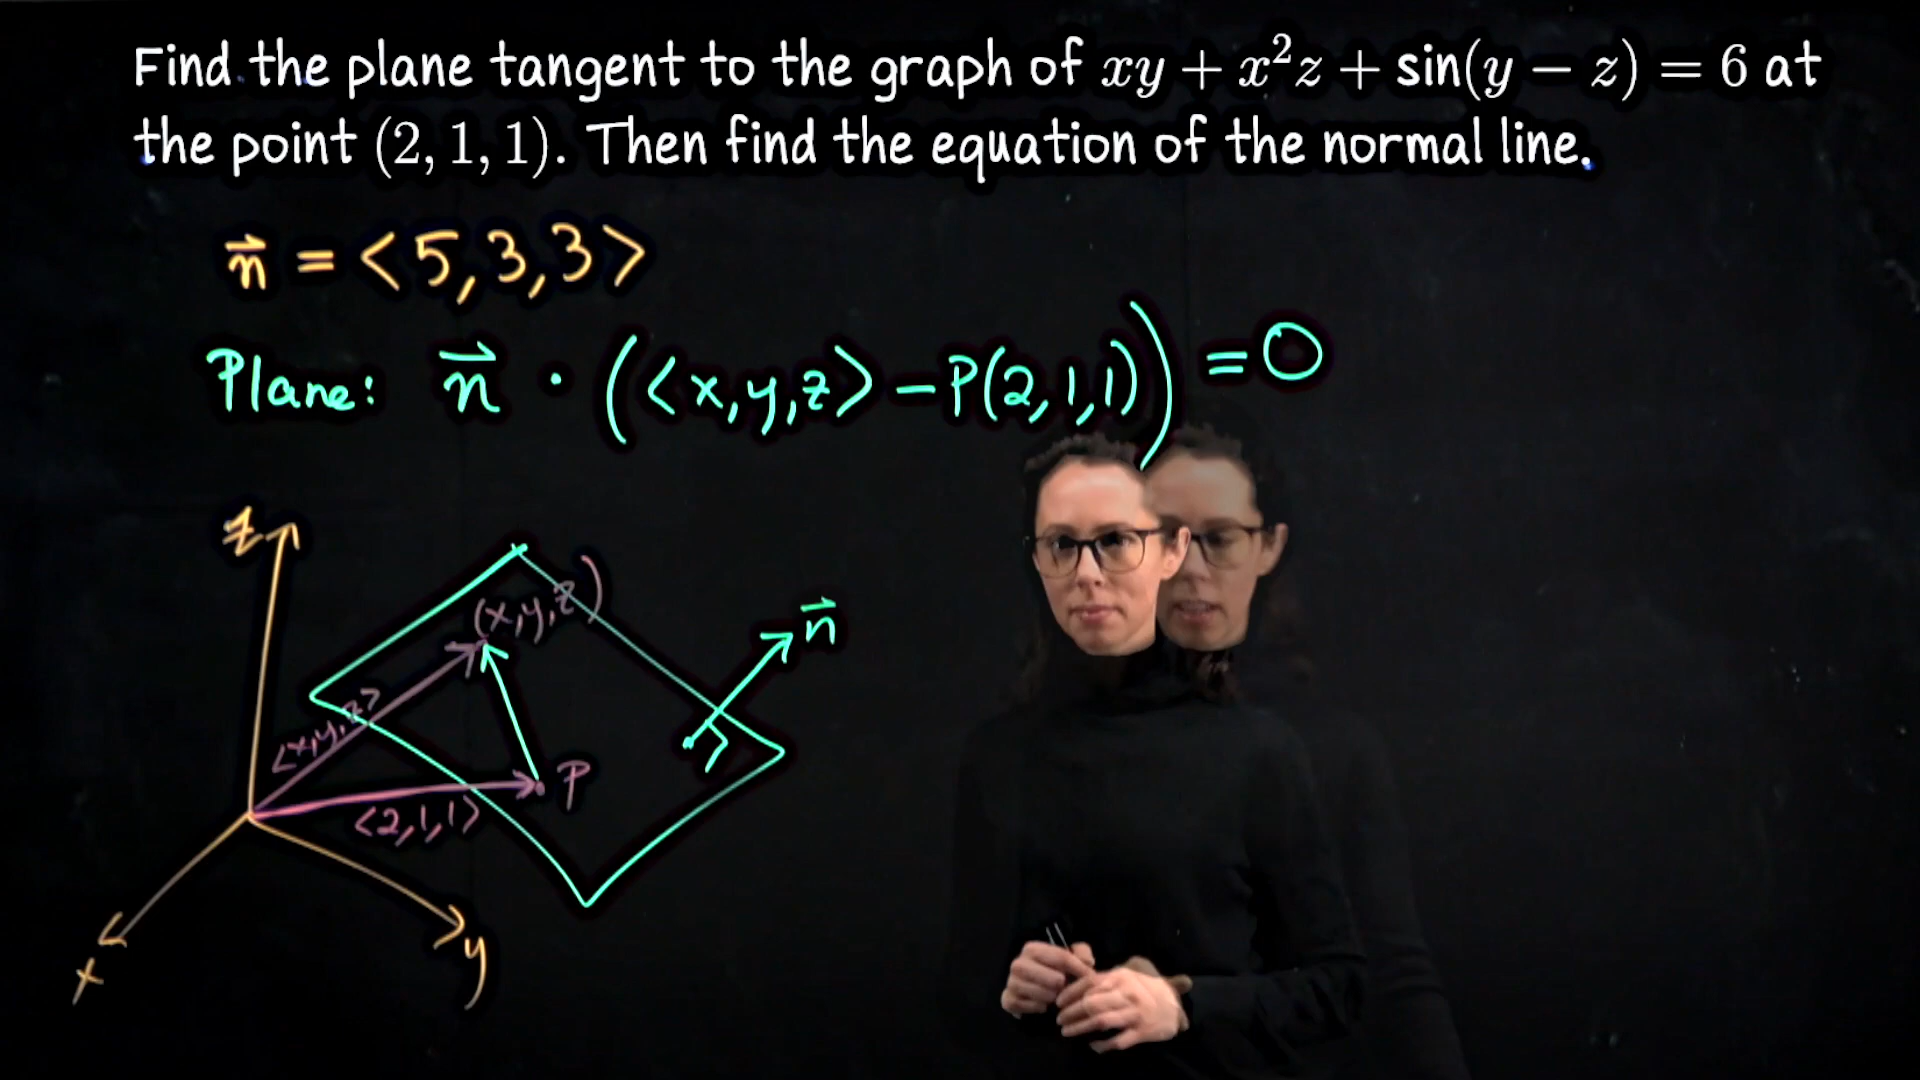 Find the plane tangent to the graph of xy + x²z + sin(y − z) = 6 at
the point (2, 1, 1). Then find the equation of the normal line.
n⃗ = <5,3,3>
Plane: n⃗ · (<x,y,z> − P(2,1,1)) = 0
z
(x,y,z)
n⃗
<x,y,z>
P
<2,1,1>
x
y